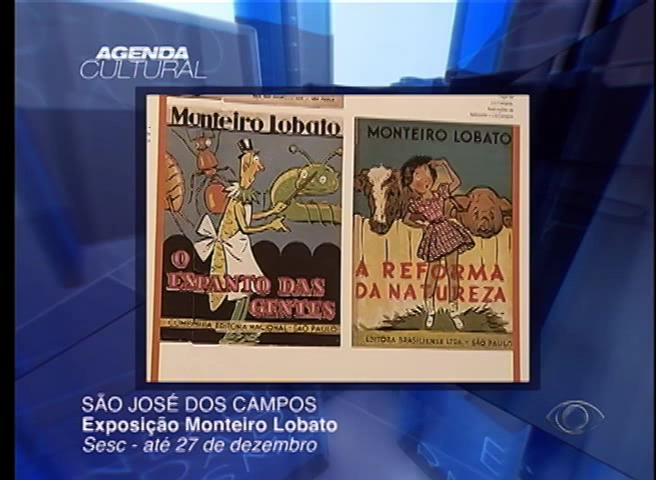 AGENDA
CULTURAL
Monteiro Lobato
O
ESPANTO DAS
GENTES
COMPANHIA EDITORA NACIONAL - SÃO PAULO
MONTEIRO LOBATO
A REFORMA
DA NATUREZA
EDITORA BRASILIENSE LTDA. - SÃO PAULO
SÃO JOSÉ DOS CAMPOS
Exposição Monteiro Lobato
Sesc - até 27 de dezembro